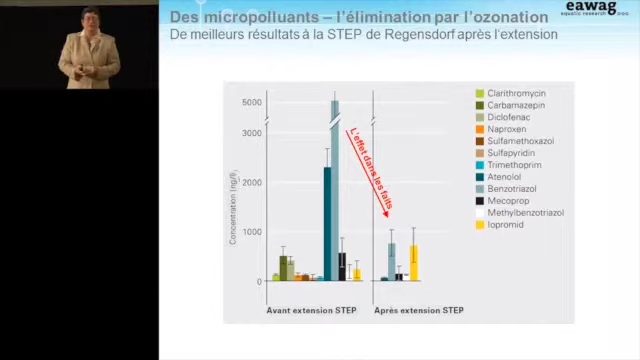 Des micropolluants – l'élimination par l'ozonation
De meilleurs résultats à la STEP de Regensdorf après l'extension
eawag
aquatic research
Concentration (ng/l)
5000
3000
2000
1000
0
L'effet dans les faits
Avant extension STEP
Après extension STEP
Clarithromycin
Carbamazepin
Diclofenac
Naproxen
Sulfamethoxazol
Sulfapyridin
Trimethoprim
Atenolol
Benzotriazol
Mecoprop
Methylbenzotriazol
Iopromid